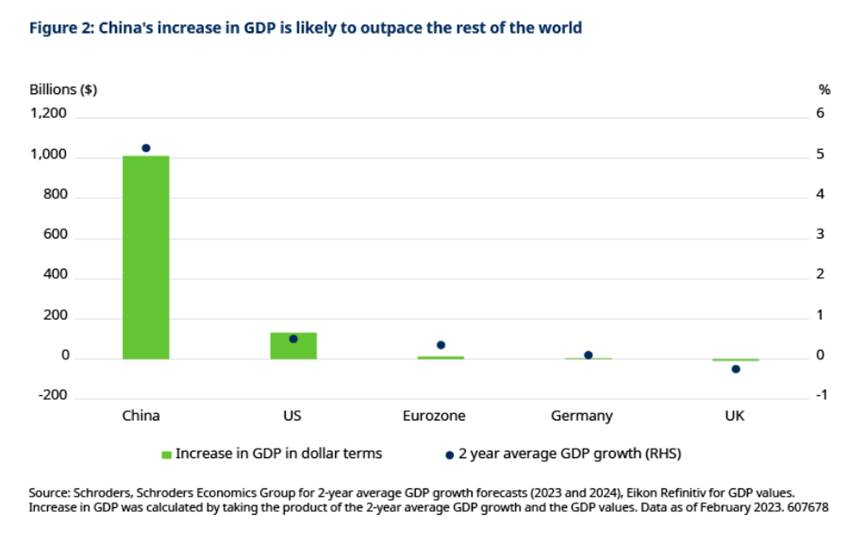 Figure 2: China's increase in GDP is likely to outpace the rest of the world
Billions ($) %
1,200 6
1,000 5
800 4
600 3
400 2
200 1
0 0
-200 -1
China US Eurozone Germany UK
Increase in GDP in dollar terms 2 year average GDP growth (RHS)
Source: Schroders, Schroders Economics Group for 2-year average GDP growth forecasts (2023 and 2024), Eikon Refinitiv for GDP values.
Increase in GDP was calculated by taking the product of the 2-year average GDP growth and the GDP values. Data as of February 2023. 607678